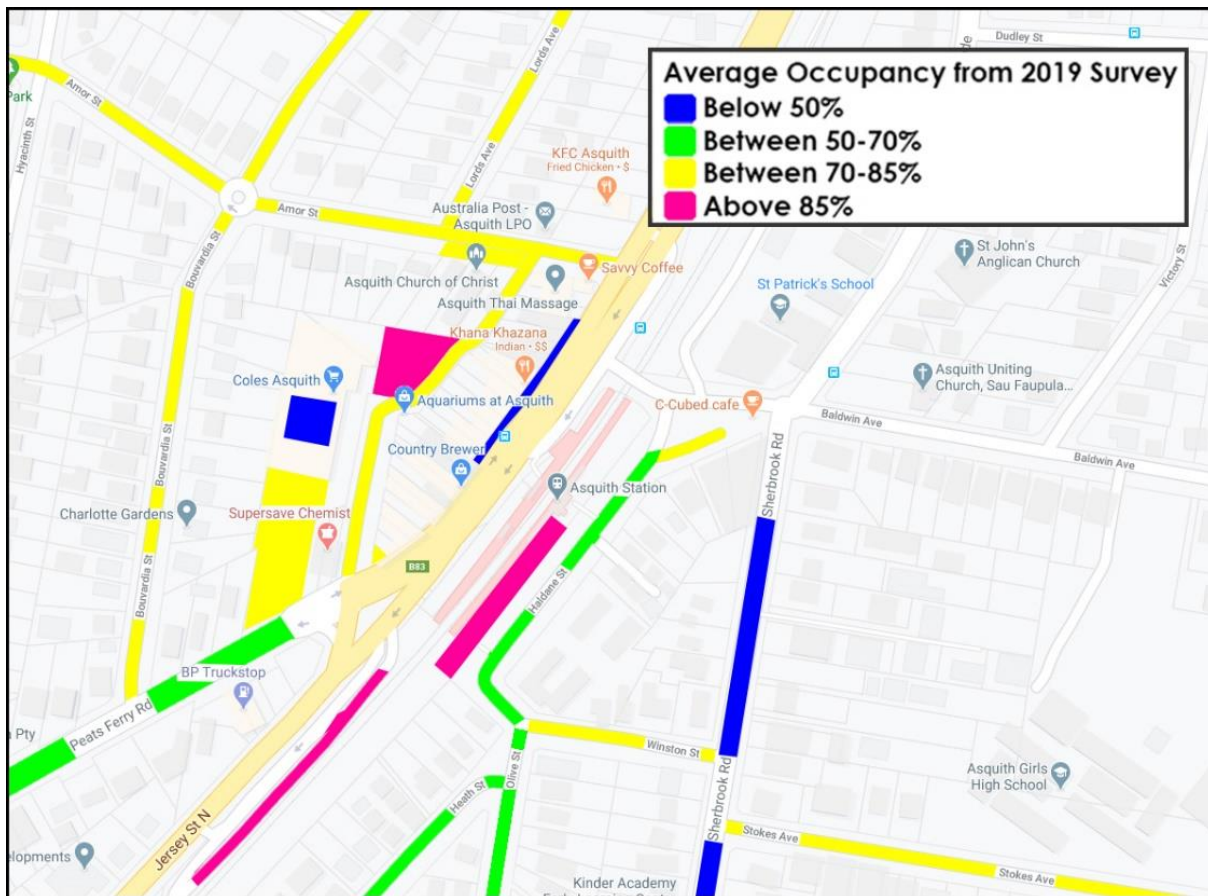 Average Occupancy from 2019 Survey
Below 50%
Between 50-70%
Between 70-85%
Above 85%
Dudley St
Park
Amor St
Hyacinth St
Lords Ave
Lords Ave
KFC Asquith
Fried Chicken • $
Australia Post -
Asquith LPO
Amor St
Bouvardia St
Asquith Church of Christ
Savvy Coffee
Asquith Thai Massage
St Patrick's School
St John's
Anglican Church
Victory St
Khana Khazana
Indian • $$
Coles Asquith
Aquariums at Asquith
C-Cubed cafe
Asquith Uniting
Church, Sau Faupula...
Baldwin Ave
Baldwin Ave
Country Brewer
Bouvardia St
Asquith Station
Sherbrook Rd
Charlotte Gardens
Supersave Chemist
B83
Haldane St
Bouvardia St
BP Truckstop
Peats Ferry Rd
Pty
Winston St
Olive St
Heath St
Asquith Girls
High School
Sherbrook Rd
Stokes Ave
Stokes Ave
Jersey St N
elopments
Kinder Academy